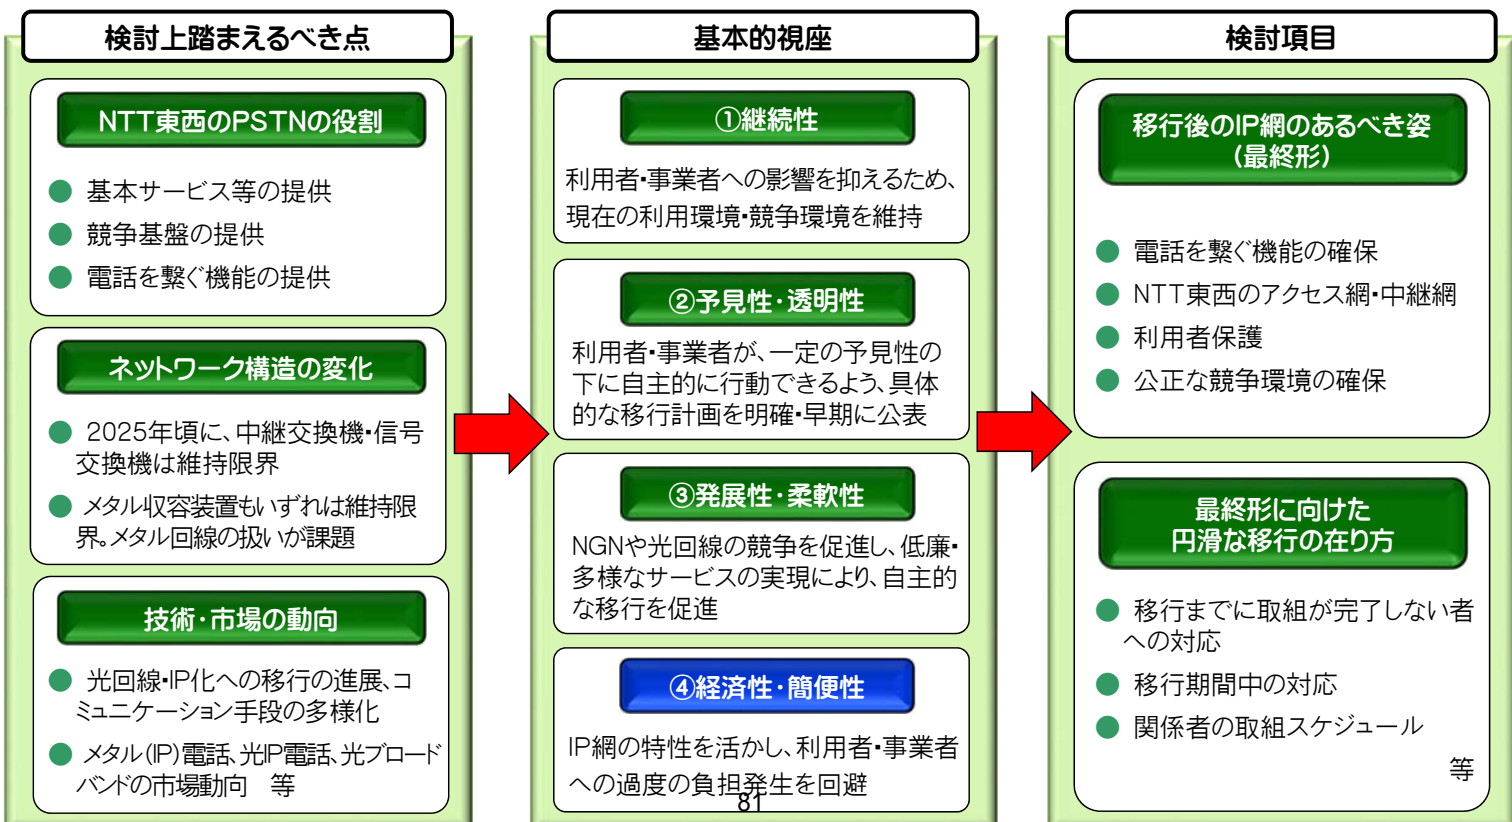 検討上踏まえるべき点
NTT東西のPSTNの役割
● 基本サービス等の提供
● 競争基盤の提供
● 電話を繋ぐ機能の提供
ネットワーク構造の変化
● 2025年頃に、中継交換機・信号
交換機は維持限界
● メタル収容装置もいずれは維持限
界。メタル回線の扱いが課題
技術・市場の動向
● 光回線・IP化への移行の進展、コ
ミュニケーション手段の多様化
● メタル(IP)電話、光IP電話、光ブロード
バンドの市場動向 等
基本的視座
①継続性
利用者・事業者への影響を抑えるため、
現在の利用環境・競争環境を維持
②予見性・透明性
利用者・事業者が、一定の予見性の
下に自主的に行動できるよう、具体
的な移行計画を明確・早期に公表
③発展性・柔軟性
NGNや光回線の競争を促進し、低廉・
多様なサービスの実現により、自主的
な移行を促進
④経済性・簡便性
IP網の特性を活かし、利用者・事業者
への過度の負担発生を回避
81
検討項目
移行後のIP網のあるべき姿
(最終形)
● 電話を繋ぐ機能の確保
● NTT東西のアクセス網・中継網
● 利用者保護
● 公正な競争環境の確保
最終形に向けた
円滑な移行の在り方
● 移行までに取組が完了しない者
への対応
● 移行期間中の対応
● 関係者の取組スケジュール
等